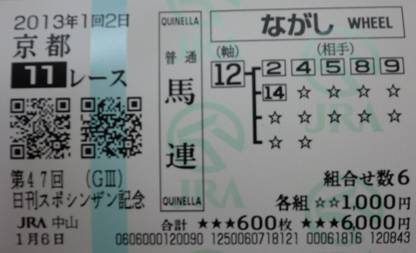 2013年1回2日
京都
11レース
第47回 (GⅢ)
日刊スポシンザン記念
JRA 中山
1月6日
QUINELLA
普通
馬連
QUINELLA
ながし WHEEL
(軸) (相手)
12 2 4 5 8 9
14 ☆ ☆ ☆ ☆
☆ ☆ ☆ ☆ ☆
☆ ☆
JRA
組合せ数6
各組 ☆☆1,000円
合計 ★★★600枚 ★★★6,000円
0606000120090 1250060718121 00061816 120843